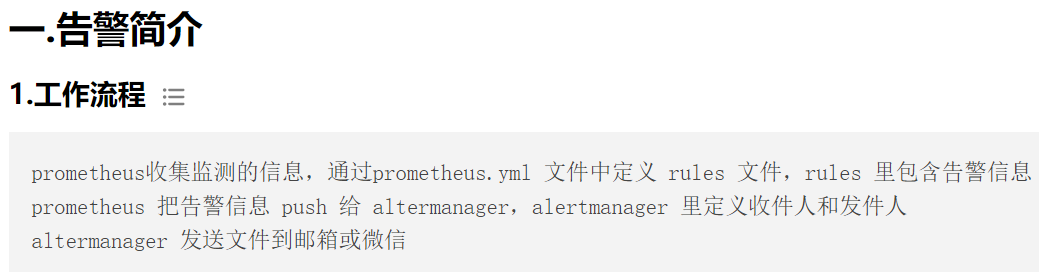 一.告警简介
1.工作流程
prometheus收集监测的信息，通过prometheus.yml 文件中定义 rules 文件，rules 里包含告警信息
prometheus 把告警信息 push 给 altermanager，alertmanager 里定义收件人和发件人
altermanager 发送文件到邮箱或微信